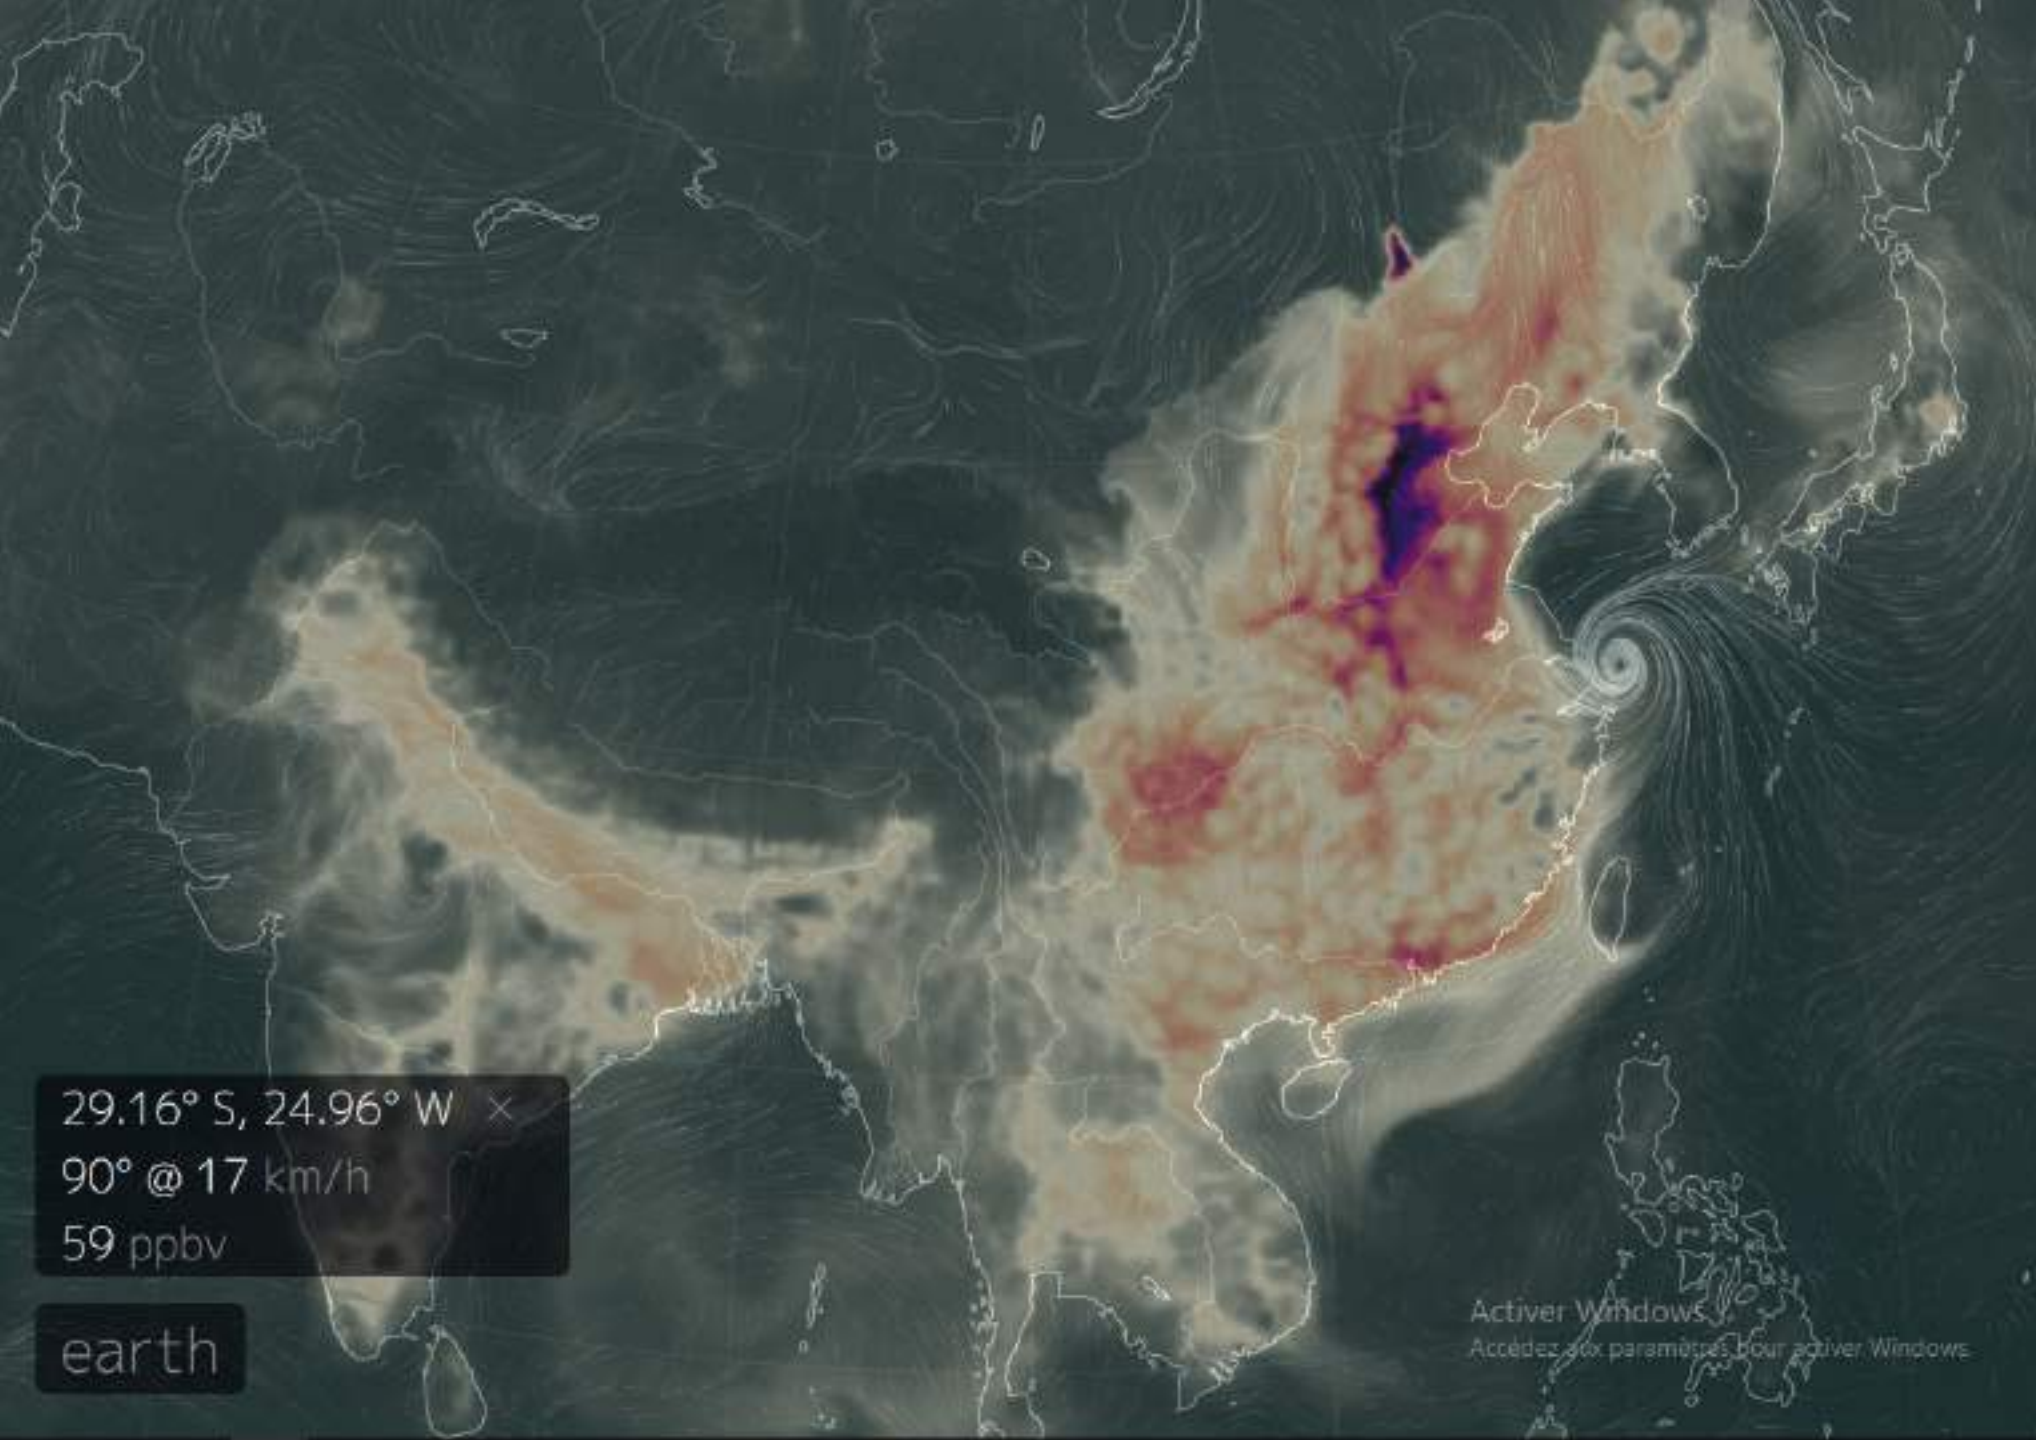 29.16° S, 24.96° W ×
90° @ 17 km/h
59 ppbv
earth
Activer Windows
Accédez aux paramètres pour activer Windows.